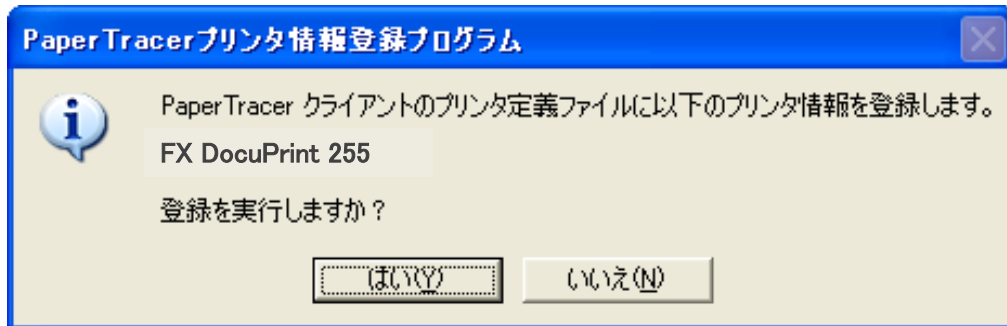 PaperTracerプリンタ情報登録プログラム
PaperTracer クライアントのプリンタ定義ファイルに以下のプリンタ情報を登録します。
FX DocuPrint 255
登録を実行しますか？
はい(Y) いいえ(N)